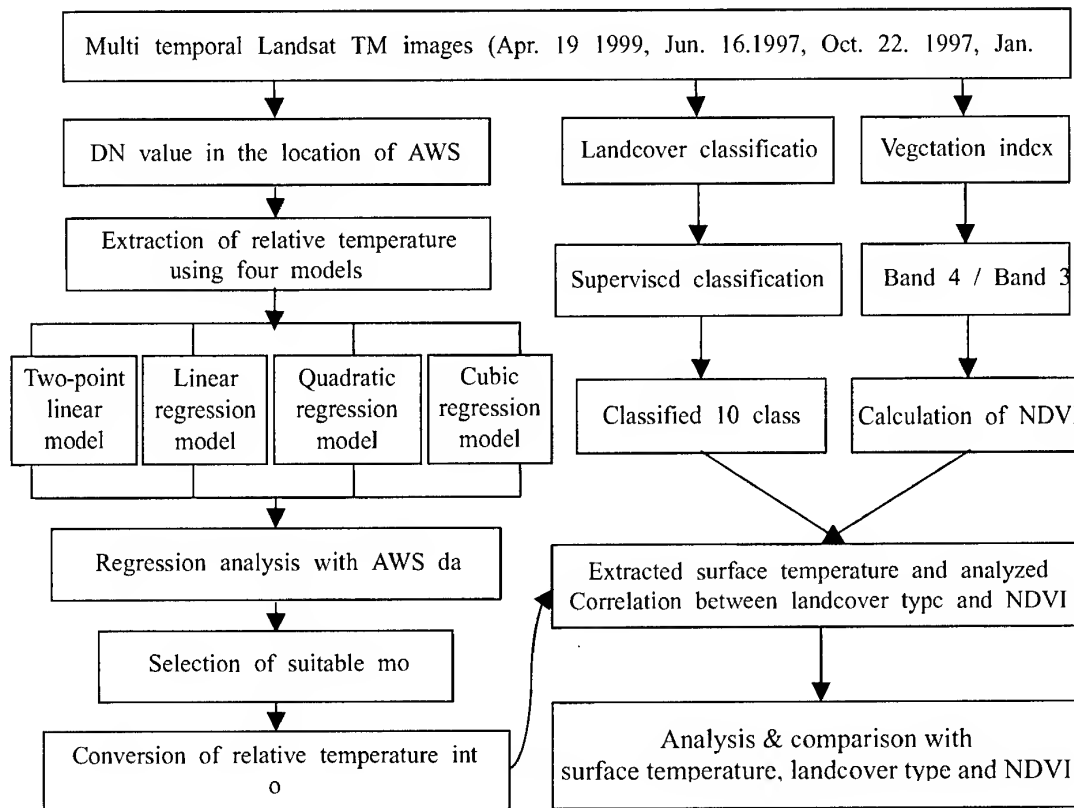 Multi temporal Landsat TM images (Apr. 19 1999, Jun. 16.1997, Oct. 22. 1997, Jan.
DN value in the location of AWS
Landcover classificatio
Vegctation indcx
Extraction of relative temperature
using four models
Superviscd classification
Band 4 / Band 3
Two-point
linear
model
Linear
regression
model
Quadratic
regression
model
Cubic
regression
model
Classified 10 class
Calculation of NDV
Regression analysis with AWS da
Extracted surface temperature and analyzed
Correlation between landcover typc and NDVI
Selection of suitable mo
Conversion of relative temperature int
o
Analysis & comparison with
surface temperature, landcover type and NDVI